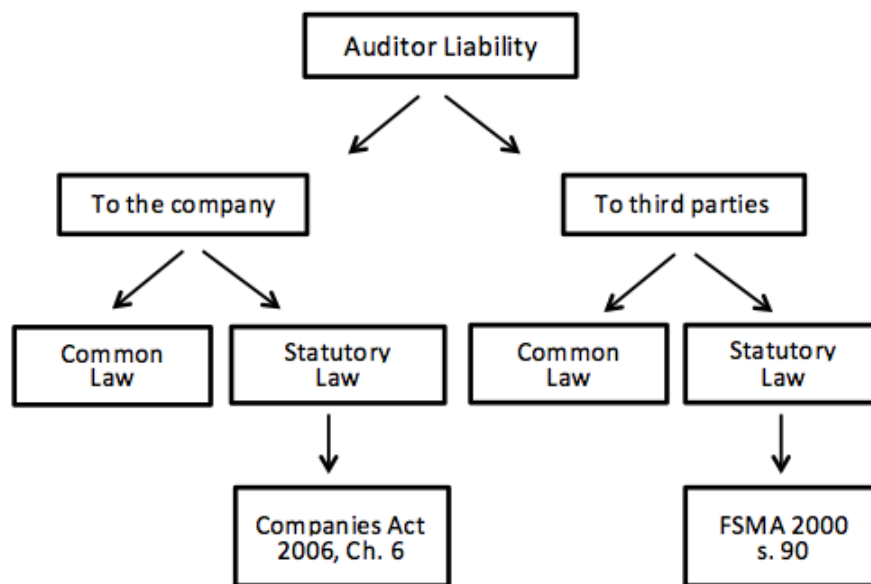 Auditor Liability
To the company
To third parties
Common
Law
Statutory
Law
Common
Law
Statutory
Law
Companies Act
2006, Ch. 6
FSMA 2000
s. 90